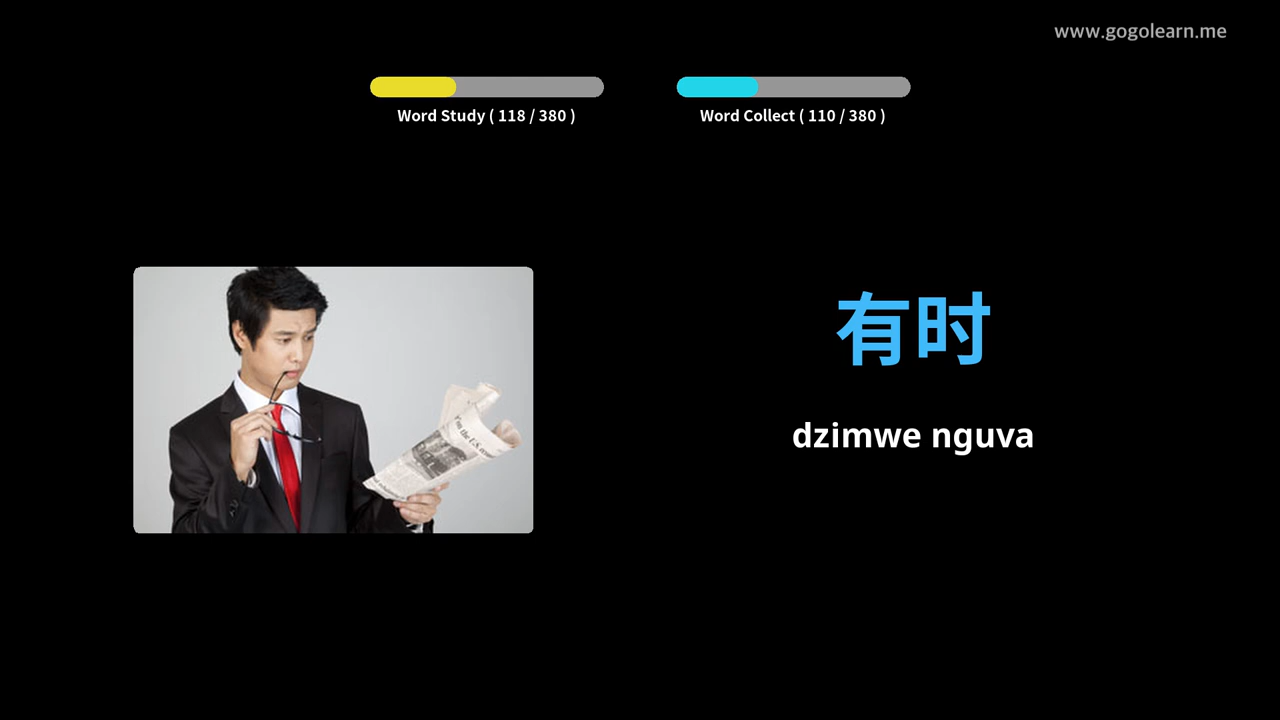 www.gogolearn.me
Word Study ( 118 / 380 )
Word Collect ( 110 / 380 )
有时
dzimwe nguva